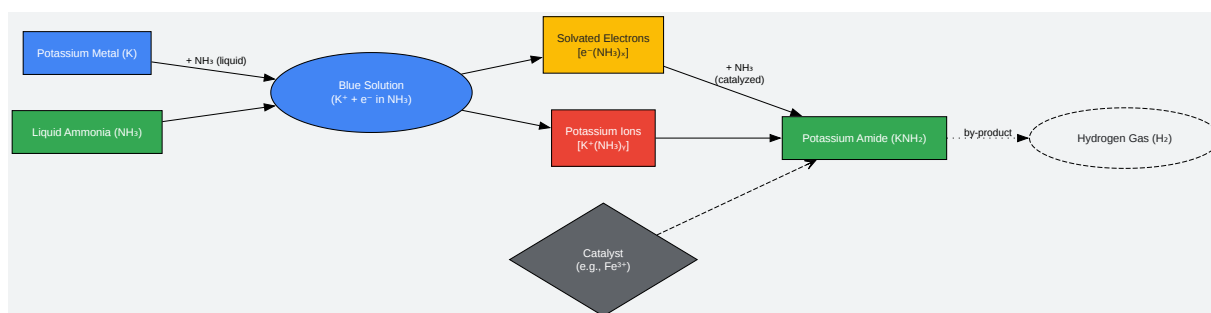 Potassium Metal (K)
+ NH₃ (liquid)
Liquid Ammonia (NH₃)
Blue Solution
(K⁺ + e⁻ in NH₃)
Solvated Electrons
[e⁻(NH₃)ₓ]
+ NH₃
(catalyzed)
Potassium Ions
[K⁺(NH₃)ᵧ]
Potassium Amide (KNH₂)
by-product
Hydrogen Gas (H₂)
Catalyst
(e.g., Fe³⁺)